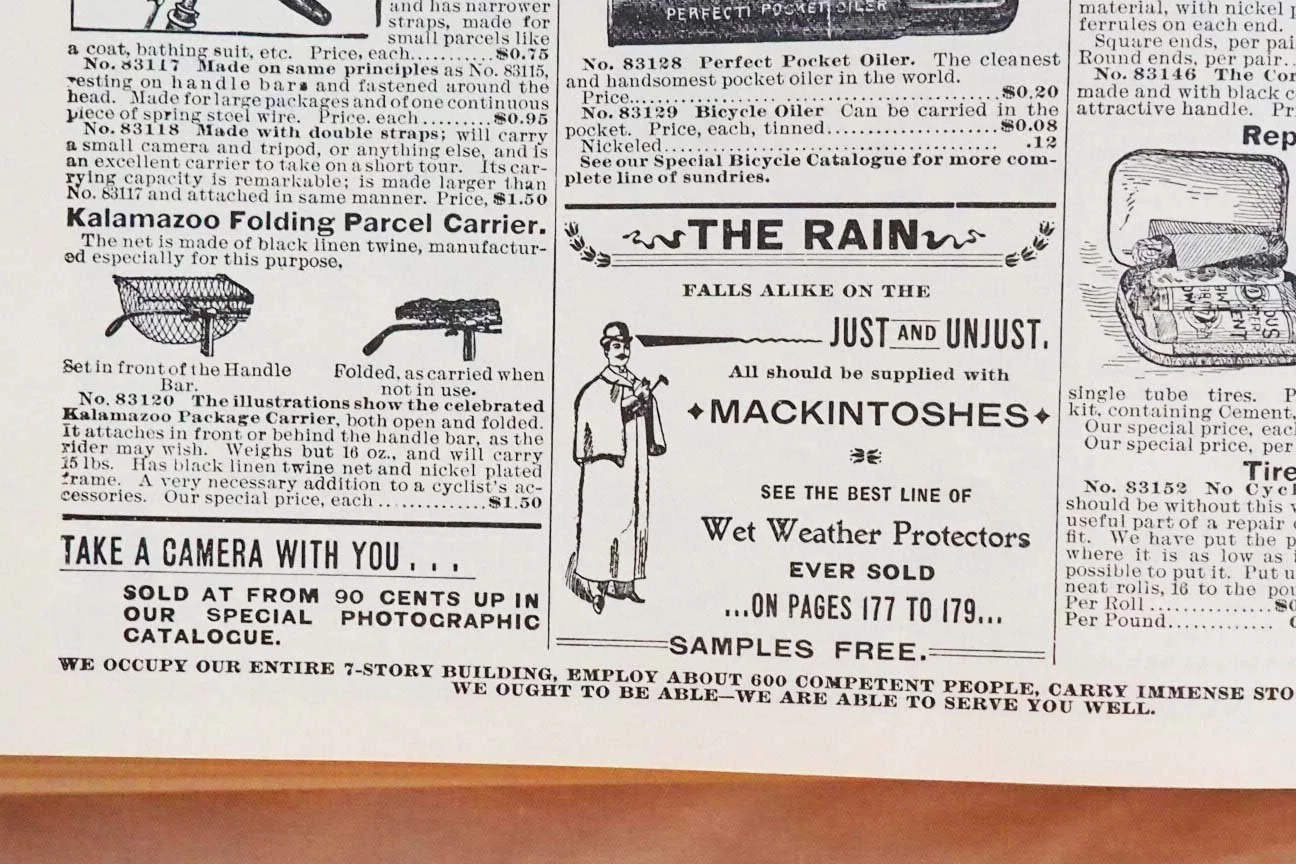 and has narrower
straps, made for
small parcels like
a coat, bathing suit, etc. Price, each..........$0.75
No. 83117 Made on same principles as No. 83115,
resting on handle bars and fastened around the
head. Made for large packages and of one continuous
piece of spring steel wire. Price. each ........$0.95
No. 83118 Made with double straps; will carry
a small camera and tripod, or anything else, and is
an excellent carrier to take on a short tour. Its car-
rying capacity is remarkable; is made larger than
No. 83117 and attached in same manner. Price, $1.50
Kalamazoo Folding Parcel Carrier.
The net is made of black linen twine, manufactur-
ed especially for this purpose,
Set in front of the Handle
Bar.
Folded, as carried when
not in use.
No. 83120 The illustrations show the celebrated
Kalamazoo Package Carrier, both open and folded.
It attaches in front or behind the handle bar, as the
rider may wish. Weighs but 16 oz., and will carry
15 lbs. Has black linen twine net and nickel plated
frame. A very necessary addition to a cyclist's ac-
cessories. Our special price, each ............$1.50
TAKE A CAMERA WITH YOU . . .
SOLD AT FROM 90 CENTS UP IN
OUR SPECIAL PHOTOGRAPHIC
CATALOGUE.
PERFECT POCKET OILER
No. 83128 Perfect Pocket Oiler. The cleanest
and handsomest pocket oiler in the world.
Price..........................................$0.20
No. 83129 Bicycle Oiler Can be carried in the
pocket. Price, each, tinned...................$0.08
Nickeled..................................... .12
See our Special Bicycle Catalogue for more com-
plete line of sundries.
THE RAIN
FALLS ALIKE ON THE
JUST AND UNJUST.
All should be supplied with
MACKINTOSHES
SEE THE BEST LINE OF
Wet Weather Protectors
EVER SOLD
...ON PAGES 177 TO 179...
SAMPLES FREE.
material, with nickel
ferrules on each end.
Square ends, per pai
Round ends, per pair..
No. 83146 The Cor
made and with black c
attractive handle. Pr
Rep
single tube tires. P
kit, containing Cement,
Our special price, eac
Our special price, per
Tire
No. 83152 No Cycl
should be without this
useful part of a repair
fit. We have put the p
where it is as low as
possible to put it. Put u
neat rolls, 16 to the pou
Per Roll ............$0
Per Pound............
WE OCCUPY OUR ENTIRE 7-STORY BUILDING, EMPLOY ABOUT 600 COMPETENT PEOPLE, CARRY IMMENSE STO
WE OUGHT TO BE ABLE—WE ARE ABLE TO SERVE YOU WELL.